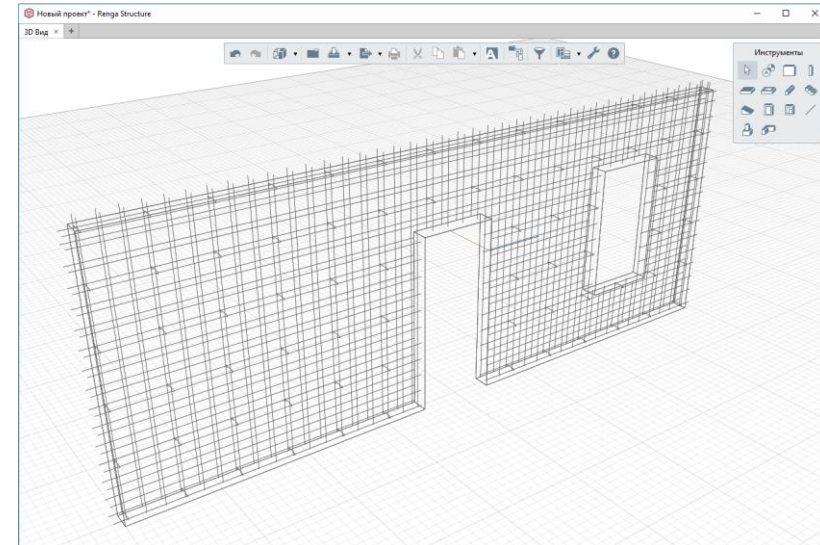 Новый проект* - Renga Structure
3D Вид × +
Инструменты